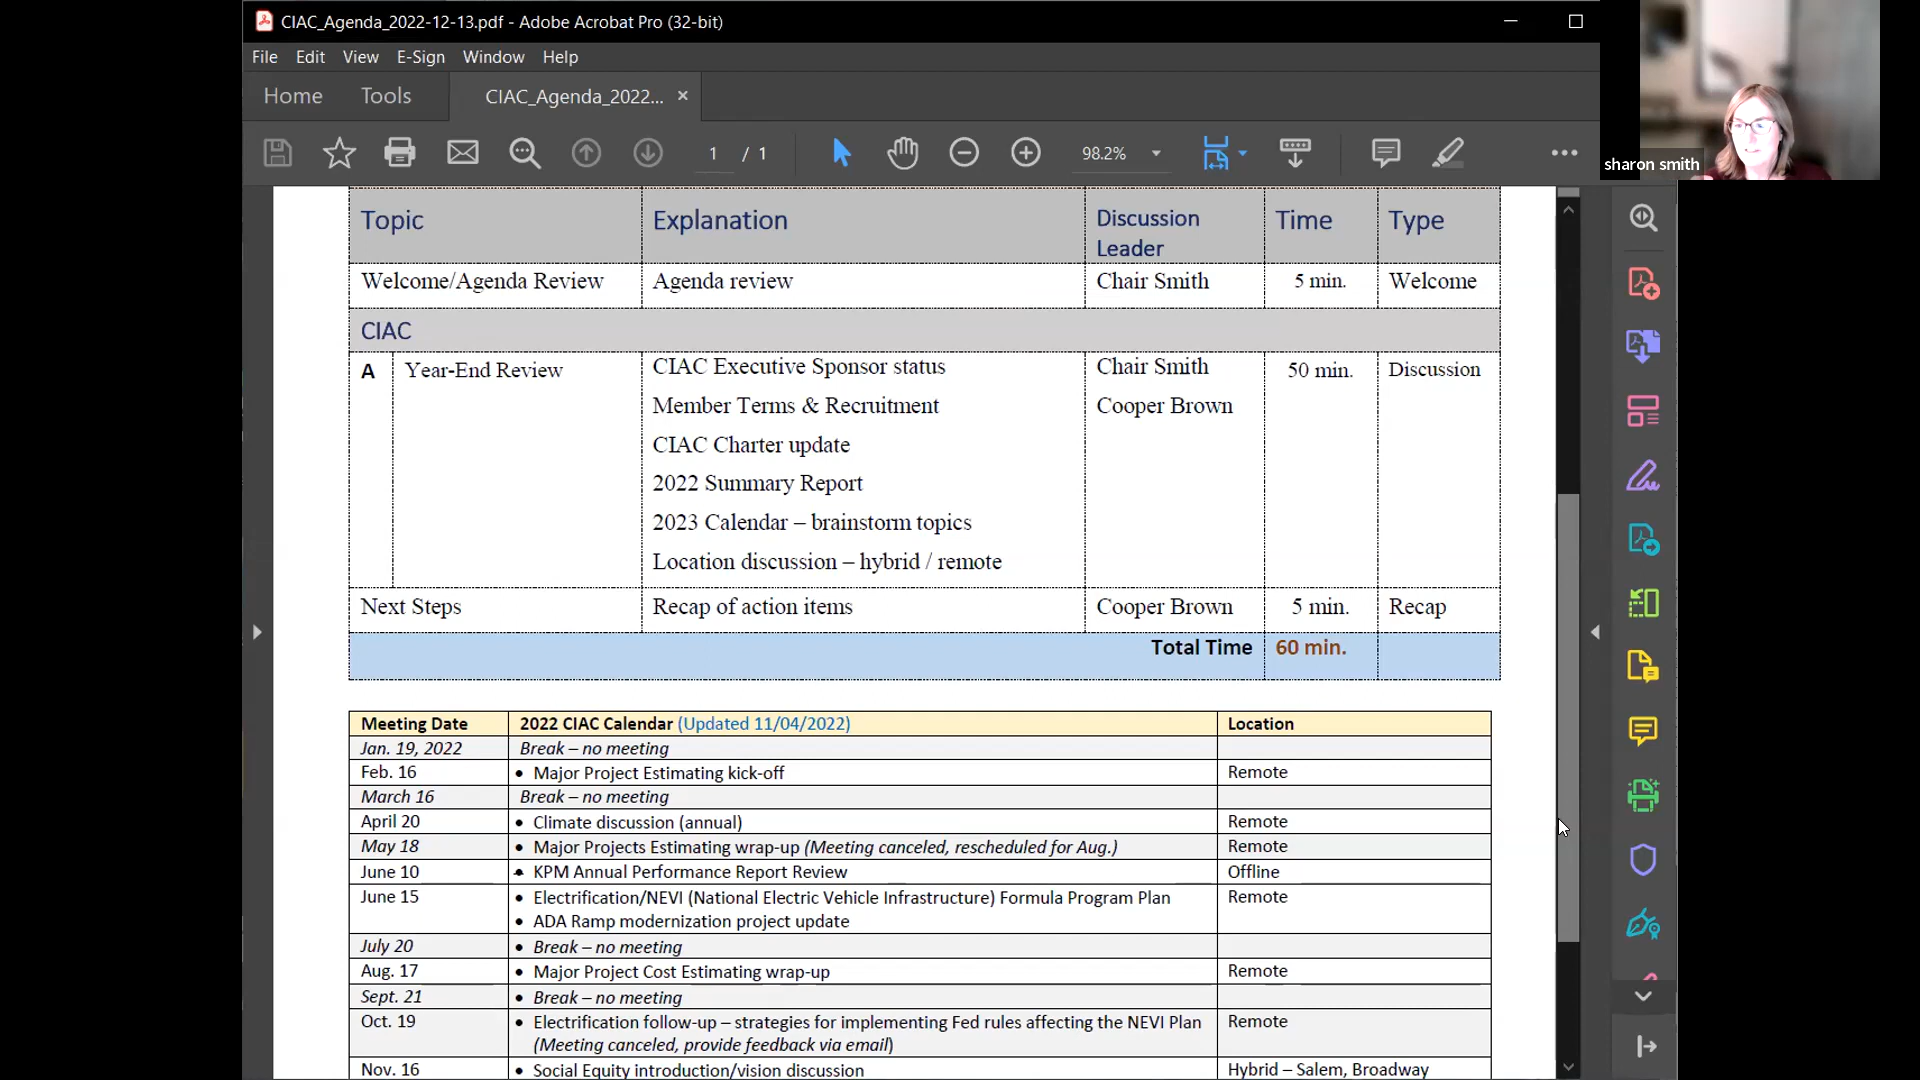 CIAC_Agenda_2022-12-13.pdf - Adobe Acrobat Pro (32-bit)
File Edit View E-Sign Window Help
Home Tools CIAC_Agenda_2022... ×
1 / 1 98.2%
sharon smith
Topic Explanation Discussion Leader Time Type
Welcome/Agenda Review Agenda review Chair Smith 5 min. Welcome
CIAC
A Year-End Review CIAC Executive Sponsor status Chair Smith 50 min. Discussion
Member Terms & Recruitment Cooper Brown
CIAC Charter update
2022 Summary Report
2023 Calendar – brainstorm topics
Location discussion – hybrid / remote
Next Steps Recap of action items Cooper Brown 5 min. Recap
Total Time 60 min.
Meeting Date 2022 CIAC Calendar (Updated 11/04/2022) Location
Jan. 19, 2022 Break – no meeting
Feb. 16 • Major Project Estimating kick-off Remote
March 16 Break – no meeting
April 20 • Climate discussion (annual) Remote
May 18 • Major Projects Estimating wrap-up (Meeting canceled, rescheduled for Aug.) Remote
June 10 • KPM Annual Performance Report Review Offline
June 15 • Electrification/NEVI (National Electric Vehicle Infrastructure) Formula Program Plan Remote
• ADA Ramp modernization project update
July 20 • Break – no meeting
Aug. 17 • Major Project Cost Estimating wrap-up Remote
Sept. 21 • Break – no meeting
Oct. 19 • Electrification follow-up – strategies for implementing Fed rules affecting the NEVI Plan Remote
(Meeting canceled, provide feedback via email)
Nov. 16 • Social Equity introduction/vision discussion Hybrid – Salem, Broadway